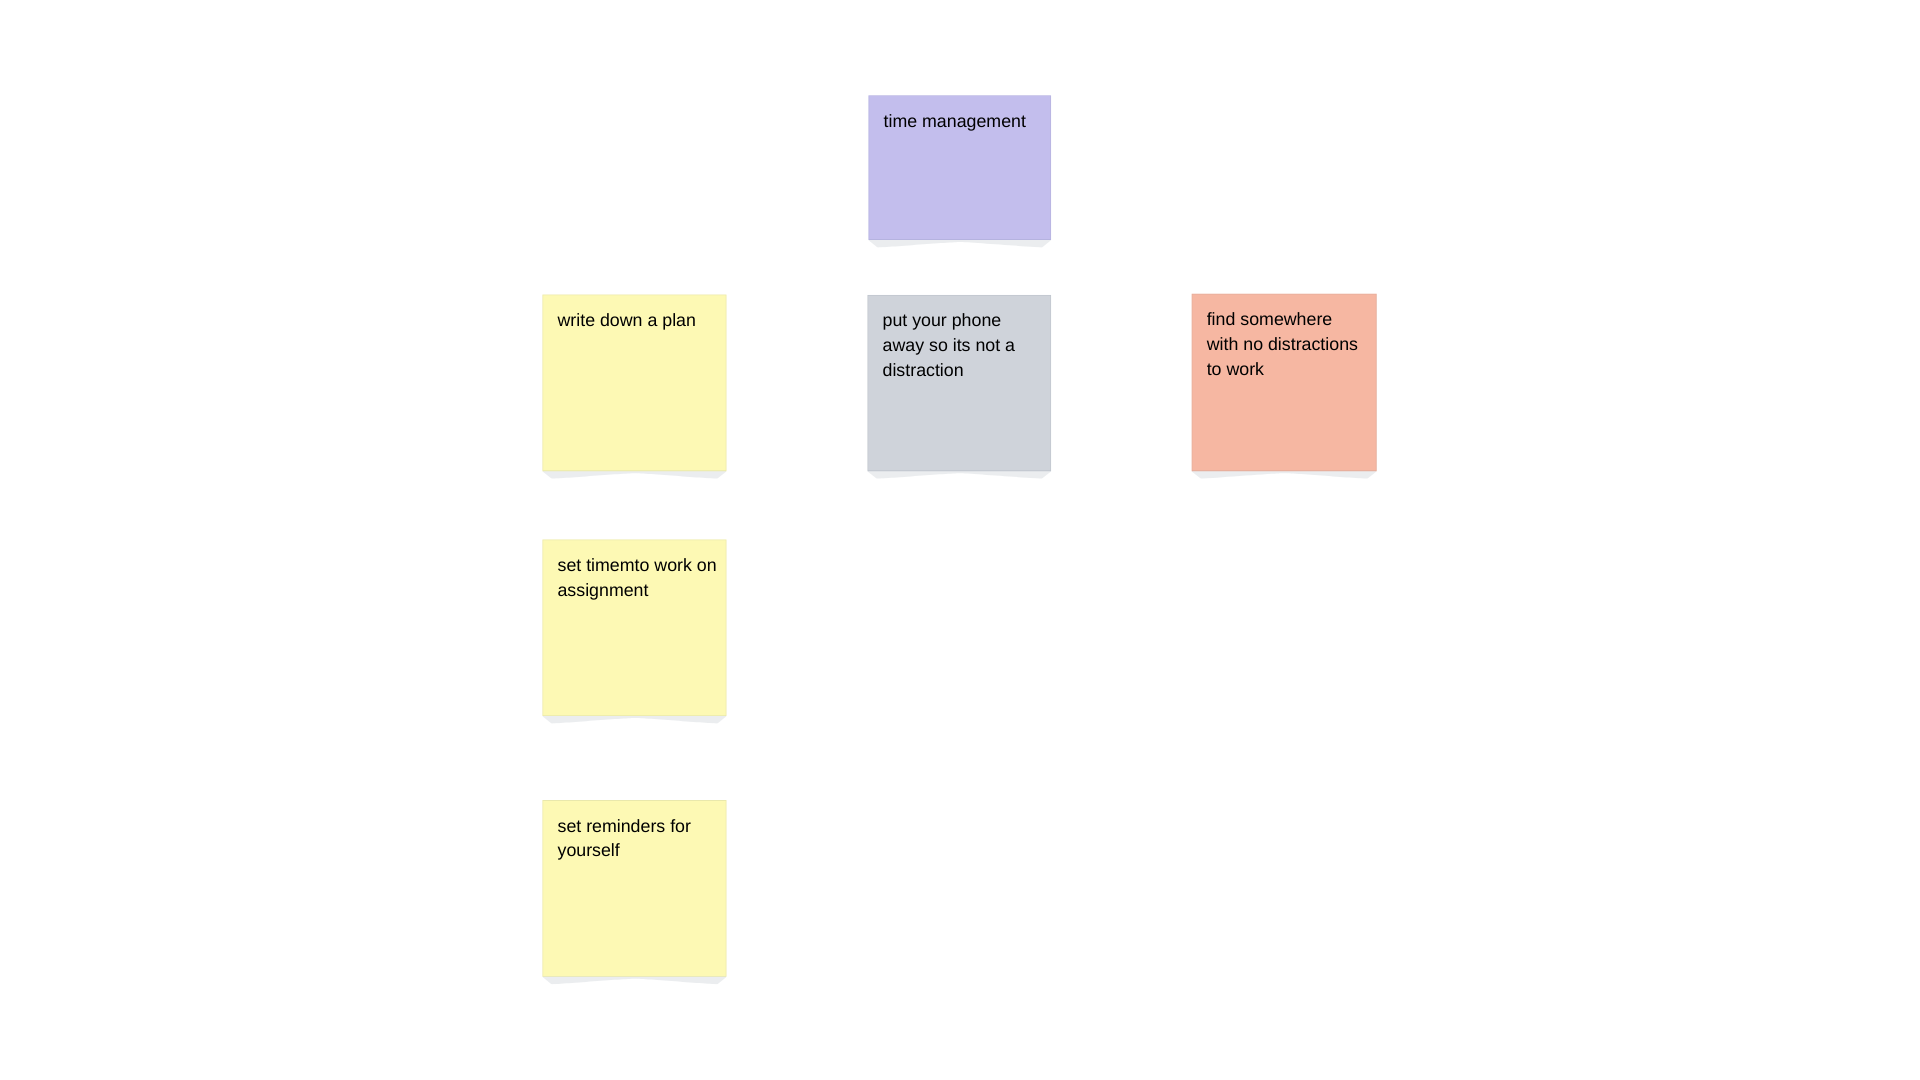 time management
write down a plan
put your phone
away so its not a
distraction
find somewhere
with no distractions
to work
set timemto work on
assignment
set reminders for
yourself